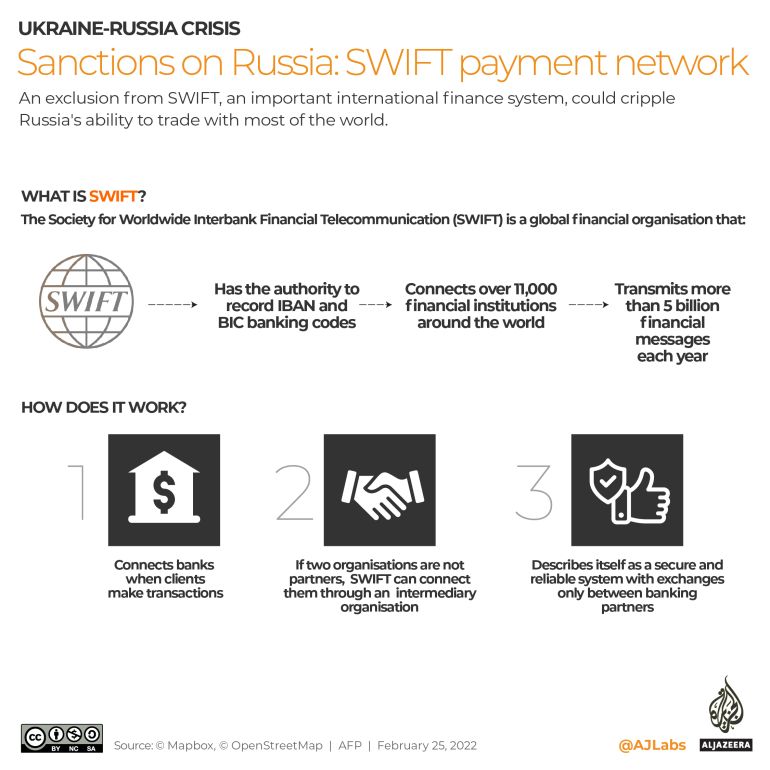 UKRAINE-RUSSIA CRISIS
Sanctions on Russia: SWIFT payment network
An exclusion from SWIFT, an important international finance system, could cripple
Russia's ability to trade with most of the world.
WHAT IS SWIFT?
The Society for Worldwide Interbank Financial Telecommunication (SWIFT) is a global financial organisation that:
SWIFT
Has the authority to
record IBAN and
BIC banking codes
Connects over 11,000
financial institutions
around the world
Transmits more
than 5 billion
financial
messages
each year
HOW DOES IT WORK?
1
$
Connects banks
when clients
make transactions
2
If two organisations are not
partners, SWIFT can connect
them through an intermediary
organisation
3
Describes itself as a secure and
reliable system with exchanges
only between banking
partners
cc
BY NC SA
Source: © Mapbox, © OpenStreetMap | AFP | February 25, 2022
@AJLabs
ALJAZEERA